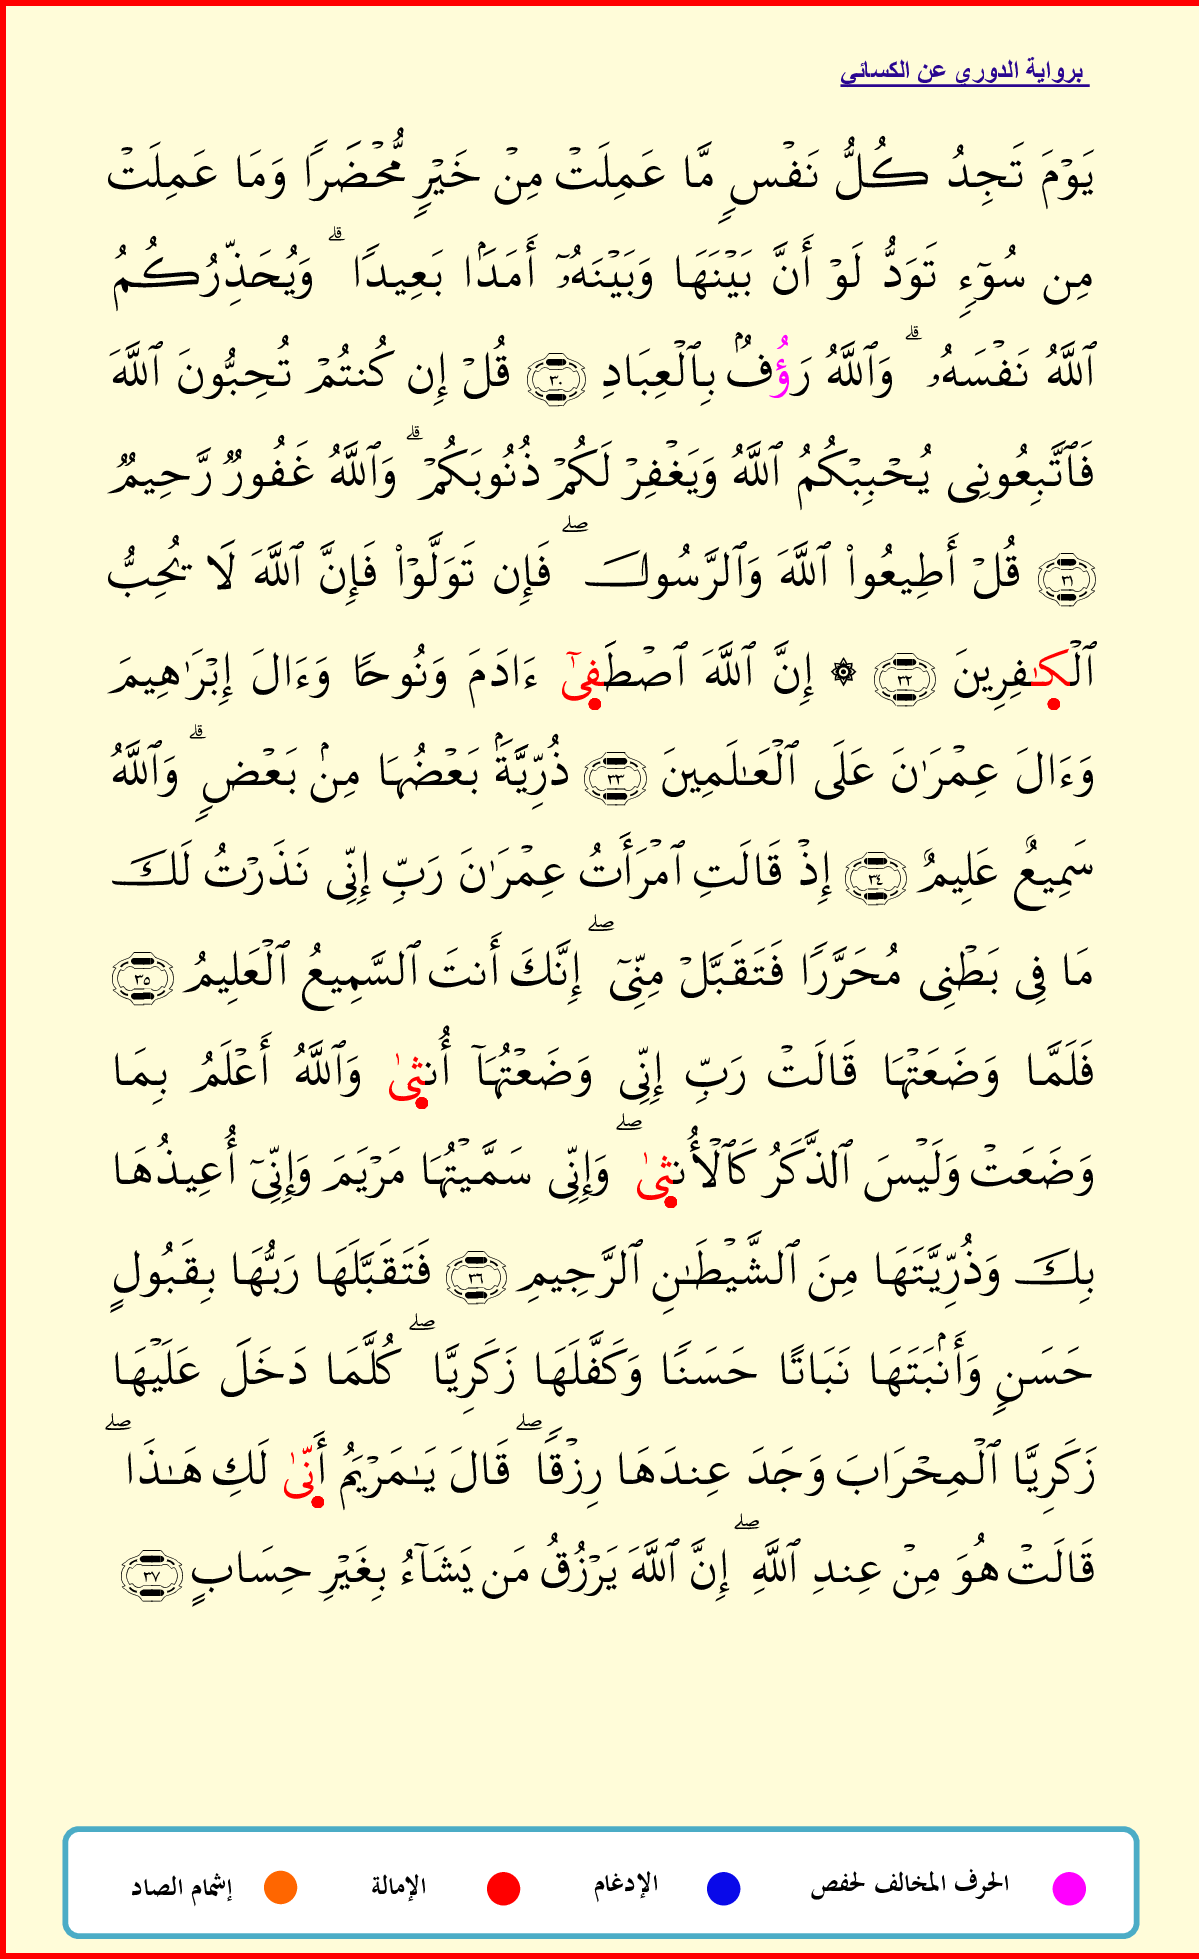 برواية الدوري عن الكسائي
يَوْمَ تَجِدُ كُلُّ نَفْسٍ مَّا عَمِلَتْ مِنْ خَيْرٍ مُّحْضَرًا وَمَا عَمِلَتْ
مِن سُوٓءٍ تَوَدُّ لَوْ أَنَّ بَيْنَهَا وَبَيْنَهُۥٓ أَمَدَۢا بَعِيدًا ۗ وَيُحَذِّرُكُمُ
ٱللَّهُ نَفْسَهُۥ ۗ وَٱللَّهُ رَؤُفُۢ بِٱلْعِبَادِ ٣٠ قُلْ إِن كُنتُمْ تُحِبُّونَ ٱللَّهَ
فَٱتَّبِعُونِى يُحْبِبْكُمُ ٱللَّهُ وَيَغْفِرْ لَكُمْ ذُنُوبَكُمْ ۗ وَٱللَّهُ غَفُورٌ رَّحِيمٌ
٣١ قُلْ أَطِيعُوا۟ ٱللَّهَ وَٱلرَّسُولَ ۖ فَإِن تَوَلَّوْا۟ فَإِنَّ ٱللَّهَ لَا يُحِبُّ
ٱلْكَـٰفِرِينَ ٣٢ ۞ إِنَّ ٱللَّهَ ٱصْطَفِىٰٓ ءَادَمَ وَنُوحًا وَءَالَ إِبْرَٰهِيمَ
وَءَالَ عِمْرَٰنَ عَلَى ٱلْعَـٰلَمِينَ ٣٣ ذُرِّيَّةَۢ بَعْضُهَا مِنۢ بَعْضٍ ۗ وَٱللَّهُ
سَمِيعٌ عَلِيمٌ ٣٤ إِذْ قَالَتِ ٱمْرَأَتُ عِمْرَٰنَ رَبِّ إِنِّى نَذَرْتُ لَكَ
مَا فِى بَطْنِى مُحَرَّرًا فَتَقَبَّلْ مِنِّىٓ ۖ إِنَّكَ أَنتَ ٱلسَّمِيعُ ٱلْعَلِيمُ ٣٥
فَلَمَّا وَضَعَتْهَا قَالَتْ رَبِّ إِنِّى وَضَعْتُهَآ أُنثِىٰ وَٱللَّهُ أَعْلَمُ بِمَا
وَضَعَتْ وَلَيْسَ ٱلذَّكَرُ كَٱلْأُنثِىٰ ۖ وَإِنِّى سَمَّيْتُهَا مَرْيَمَ وَإِنِّىٓ أُعِيذُهَا
بِكَ وَذُرِّيَّتَهَا مِنَ ٱلشَّيْطَـٰنِ ٱلرَّجِيمِ ٣٦ فَتَقَبَّلَهَا رَبُّهَا بِقَبُولٍ
حَسَنٍ وَأَنۢبَتَهَا نَبَاتًا حَسَنًا وَكَفَّلَهَا زَكَرِيَّا ۖ كُلَّمَا دَخَلَ عَلَيْهَا
زَكَرِيَّا ٱلْمِحْرَابَ وَجَدَ عِندَهَا رِزْقًا ۖ قَالَ يَـٰمَرْيَمُ أَنِّىٰ لَكِ هَـٰذَا ۖ
قَالَتْ هُوَ مِنْ عِندِ ٱللَّهِ ۖ إِنَّ ٱللَّهَ يَرْزُقُ مَن يَشَآءُ بِغَيْرِ حِسَابٍ ٣٧
الحرف المخالف لحفص الإدغام الإمالة إشمام الصاد